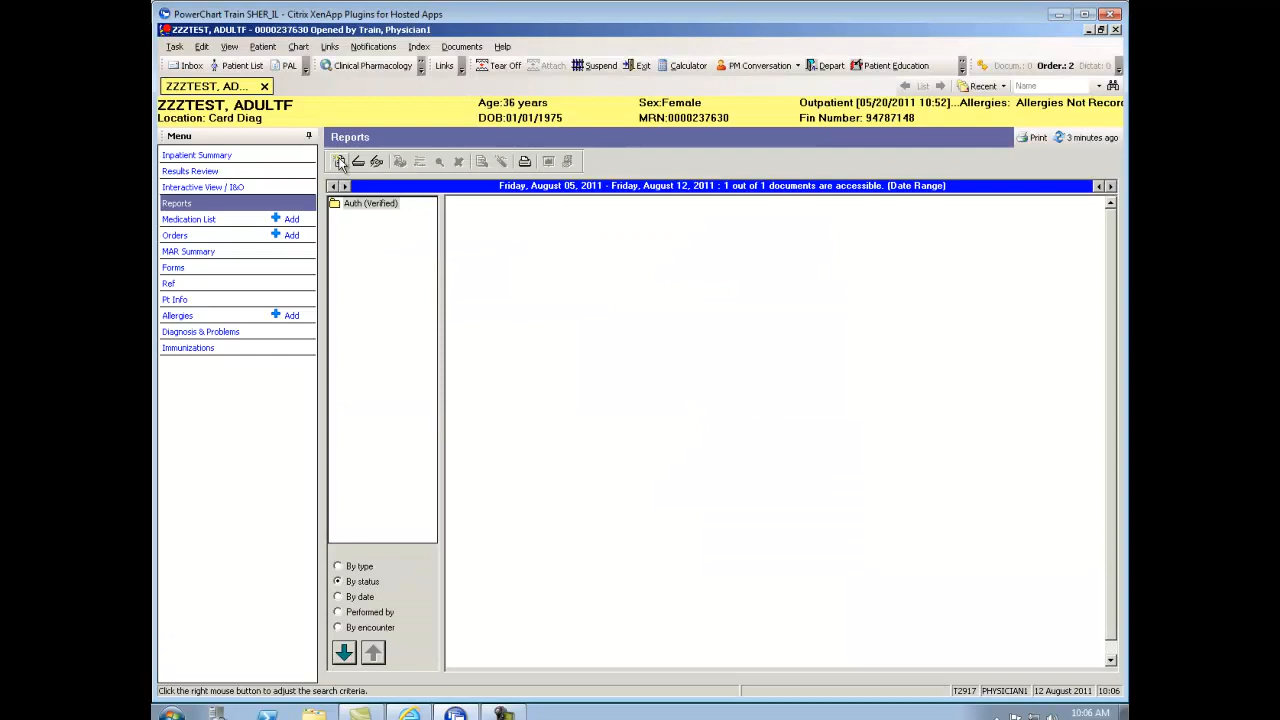 PowerChart Train SHER_IL - Citrix XenApp Plugins for Hosted Apps
ZZZTEST, ADULTF - 0000237630 Opened by Train, Physician1
Task Edit View Patient Chart Links Notifications Index Documents Help
Inbox Patient List PAL Clinical Pharmacology Links Tear Off Attach Suspend Exit Calculator PM Conversation Depart Patient Education Docum.: 0 Order.: 2 Dictat: 0
ZZZTEST, AD... List Recent Name
ZZZTEST, ADULTF Age:36 years Sex:Female Outpatient [05/20/2011 10:52]...Allergies: Allergies Not Recor
Location: Card Diag DOB:01/01/1975 MRN:0000237630 Fin Number: 94787148
Menu
Reports
Print 3 minutes ago
Inpatient Summary
Results Review
Interactive View / I&O
Reports
Medication List Add
Orders Add
MAR Summary
Forms
Ref
Pt Info
Allergies Add
Diagnosis & Problems
Immunizations
Friday, August 05, 2011 - Friday, August 12, 2011 : 1 out of 1 documents are accessible. (Date Range)
Auth (Verified)
By type
By status
By date
Performed by
By encounter
Click the right mouse button to adjust the search criteria. T2917 PHYSICIAN1 12 August 2011 10:06
10:06 AM